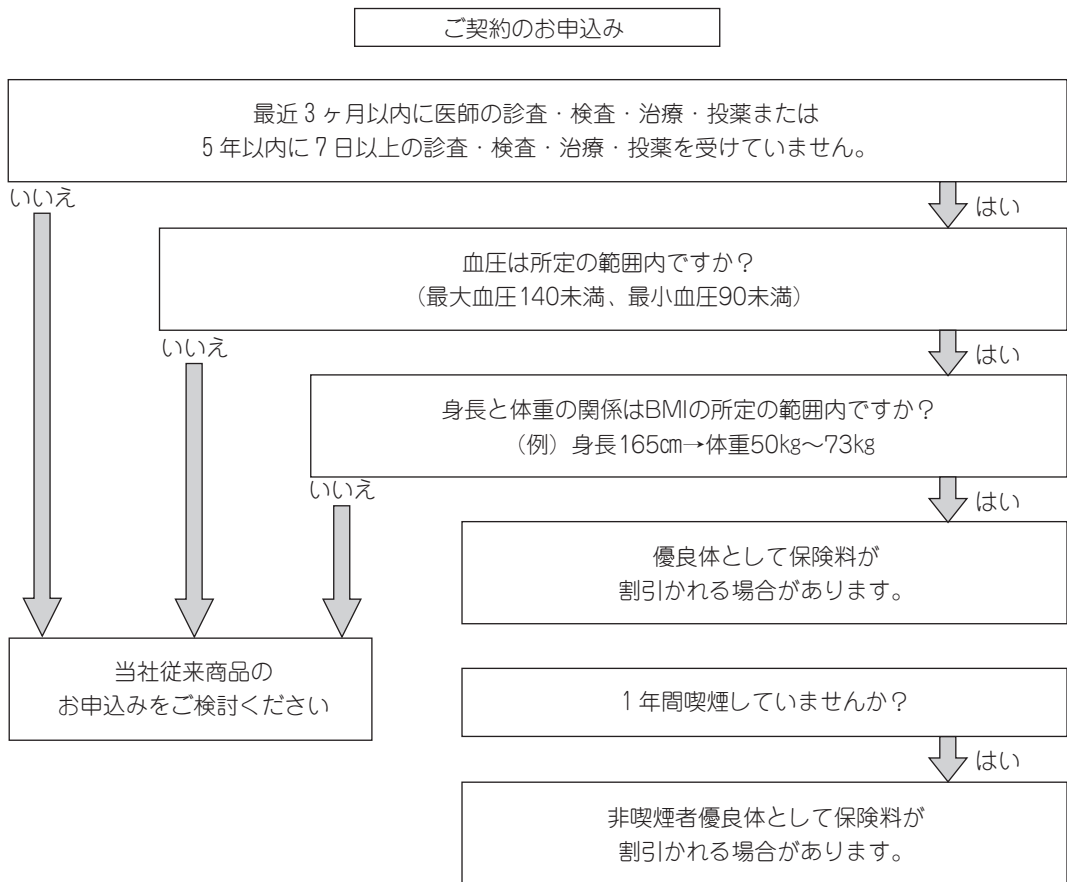 ご契約のお申込み
最近3ヶ月以内に医師の診査・検査・治療・投薬または
5年以内に7日以上の診査・検査・治療・投薬を受けていません。
いいえ
はい
血圧は所定の範囲内ですか？
（最大血圧140未満、最小血圧90未満）
いいえ
はい
身長と体重の関係はBMIの所定の範囲内ですか？
（例）身長165㎝→体重50㎏～73㎏
いいえ
はい
優良体として保険料が
割引かれる場合があります。
当社従来商品の
お申込みをご検討ください
1年間喫煙していませんか？
はい
非喫煙者優良体として保険料が
割引かれる場合があります。